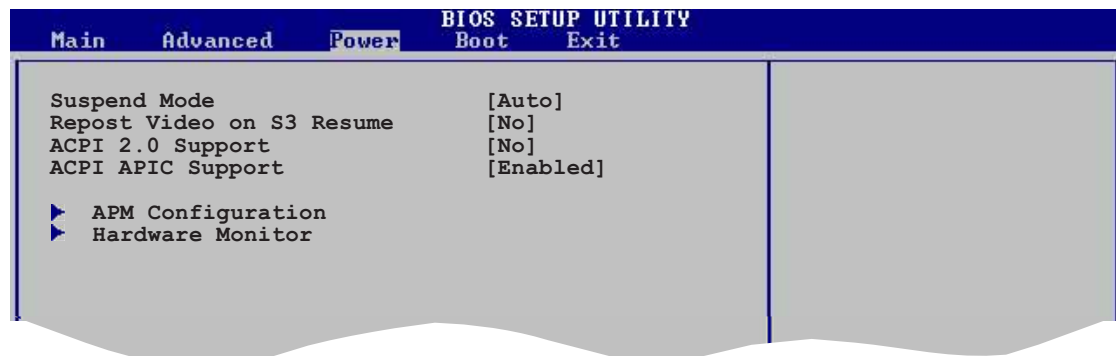 BIOS SETUP UTILITY
Main Advanced Power Boot Exit
Suspend Mode [Auto]
Repost Video on S3 Resume [No]
ACPI 2.0 Support [No]
ACPI APIC Support [Enabled]
APM Configuration
Hardware Monitor